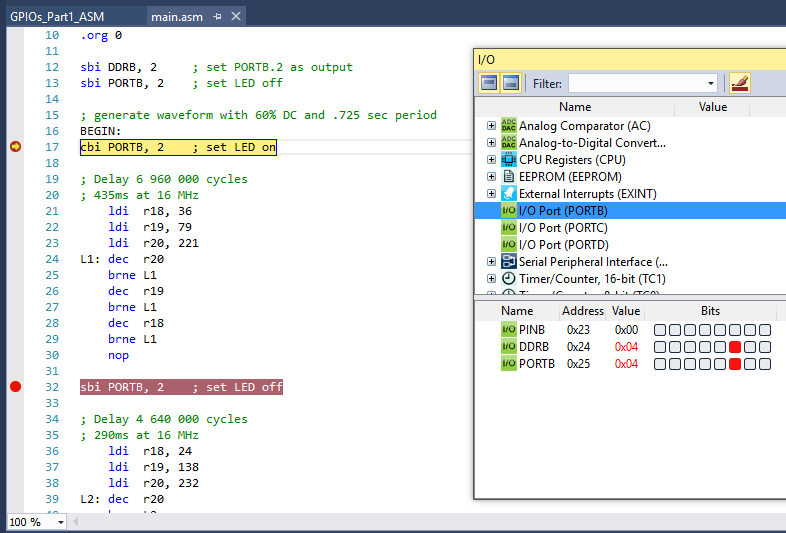 GPIOs_Part1_ASM main.asm
10 .org 0
11
12 sbi DDRB, 2 ; set PORTB.2 as output
13 sbi PORTB, 2 ; set LED off
14
15 ; generate waveform with 60% DC and .725 sec period
16 BEGIN:
17 cbi PORTB, 2 ; set LED on
18
19 ; Delay 6 960 000 cycles
20 ; 435ms at 16 MHz
21 ldi r18, 36
22 ldi r19, 79
23 ldi r20, 221
24 L1: dec r20
25 brne L1
26 dec r19
27 brne L1
28 dec r18
29 brne L1
30 nop
31
32 sbi PORTB, 2 ; set LED off
33
34 ; Delay 4 640 000 cycles
35 ; 290ms at 16 MHz
36 ldi r18, 24
37 ldi r19, 138
38 ldi r20, 232
39 L2: dec r20
100 %
I/O
Filter:
Name Value
Analog Comparator (AC)
Analog-to-Digital Convert...
CPU Registers (CPU)
EEPROM (EEPROM)
External Interrupts (EXINT)
I/O Port (PORTB)
I/O Port (PORTC)
I/O Port (PORTD)
Serial Peripheral Interface (...
Timer/Counter, 16-bit (TC1)
Name Address Value Bits
I/O PINB 0x23 0x00
I/O DDRB 0x24 0x04
I/O PORTB 0x25 0x04